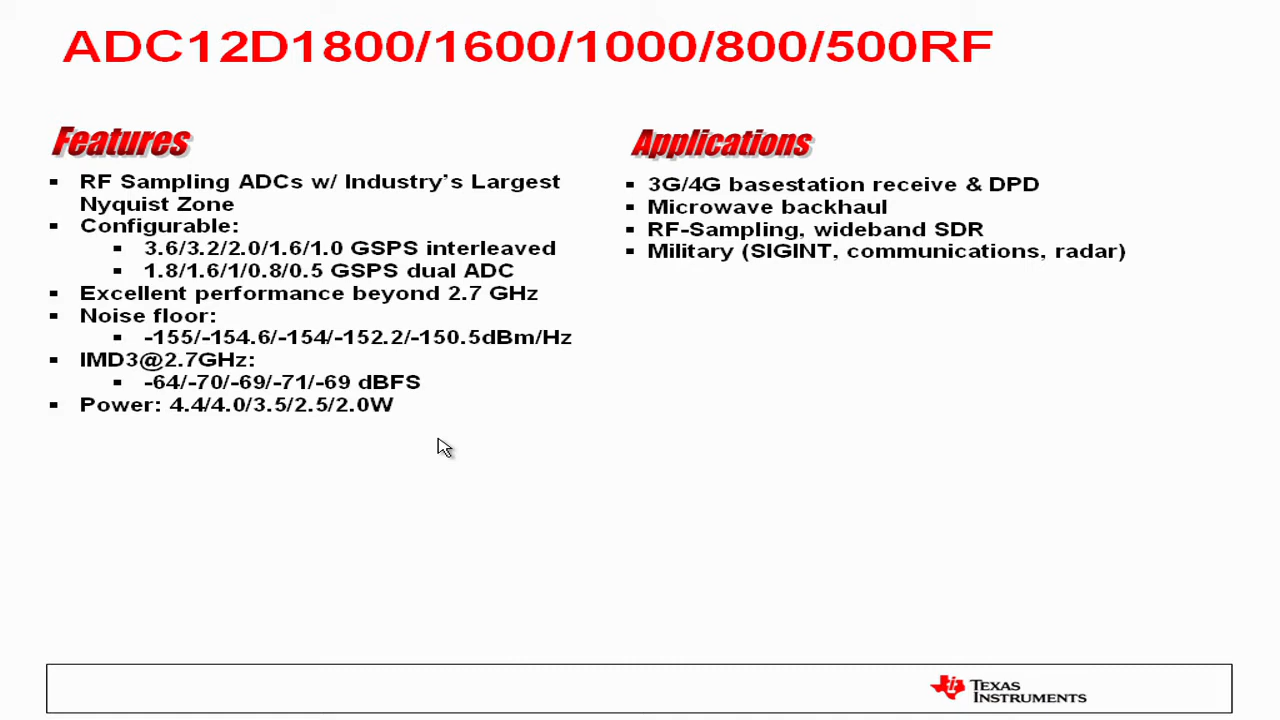 ADC12D1800/1600/1000/800/500RF
Features
▪ RF Sampling ADCs w/ Industry's Largest
Nyquist Zone
▪ Configurable:
▪ 3.6/3.2/2.0/1.6/1.0 GSPS interleaved
▪ 1.8/1.6/1/0.8/0.5 GSPS dual ADC
▪ Excellent performance beyond 2.7 GHz
▪ Noise floor:
▪ -155/-154.6/-154/-152.2/-150.5dBm/Hz
▪ IMD3@2.7GHz:
▪ -64/-70/-69/-71/-69 dBFS
▪ Power: 4.4/4.0/3.5/2.5/2.0W
Applications
▪ 3G/4G basestation receive & DPD
▪ Microwave backhaul
▪ RF-Sampling, wideband SDR
▪ Military (SIGINT, communications, radar)
TEXAS
INSTRUMENTS